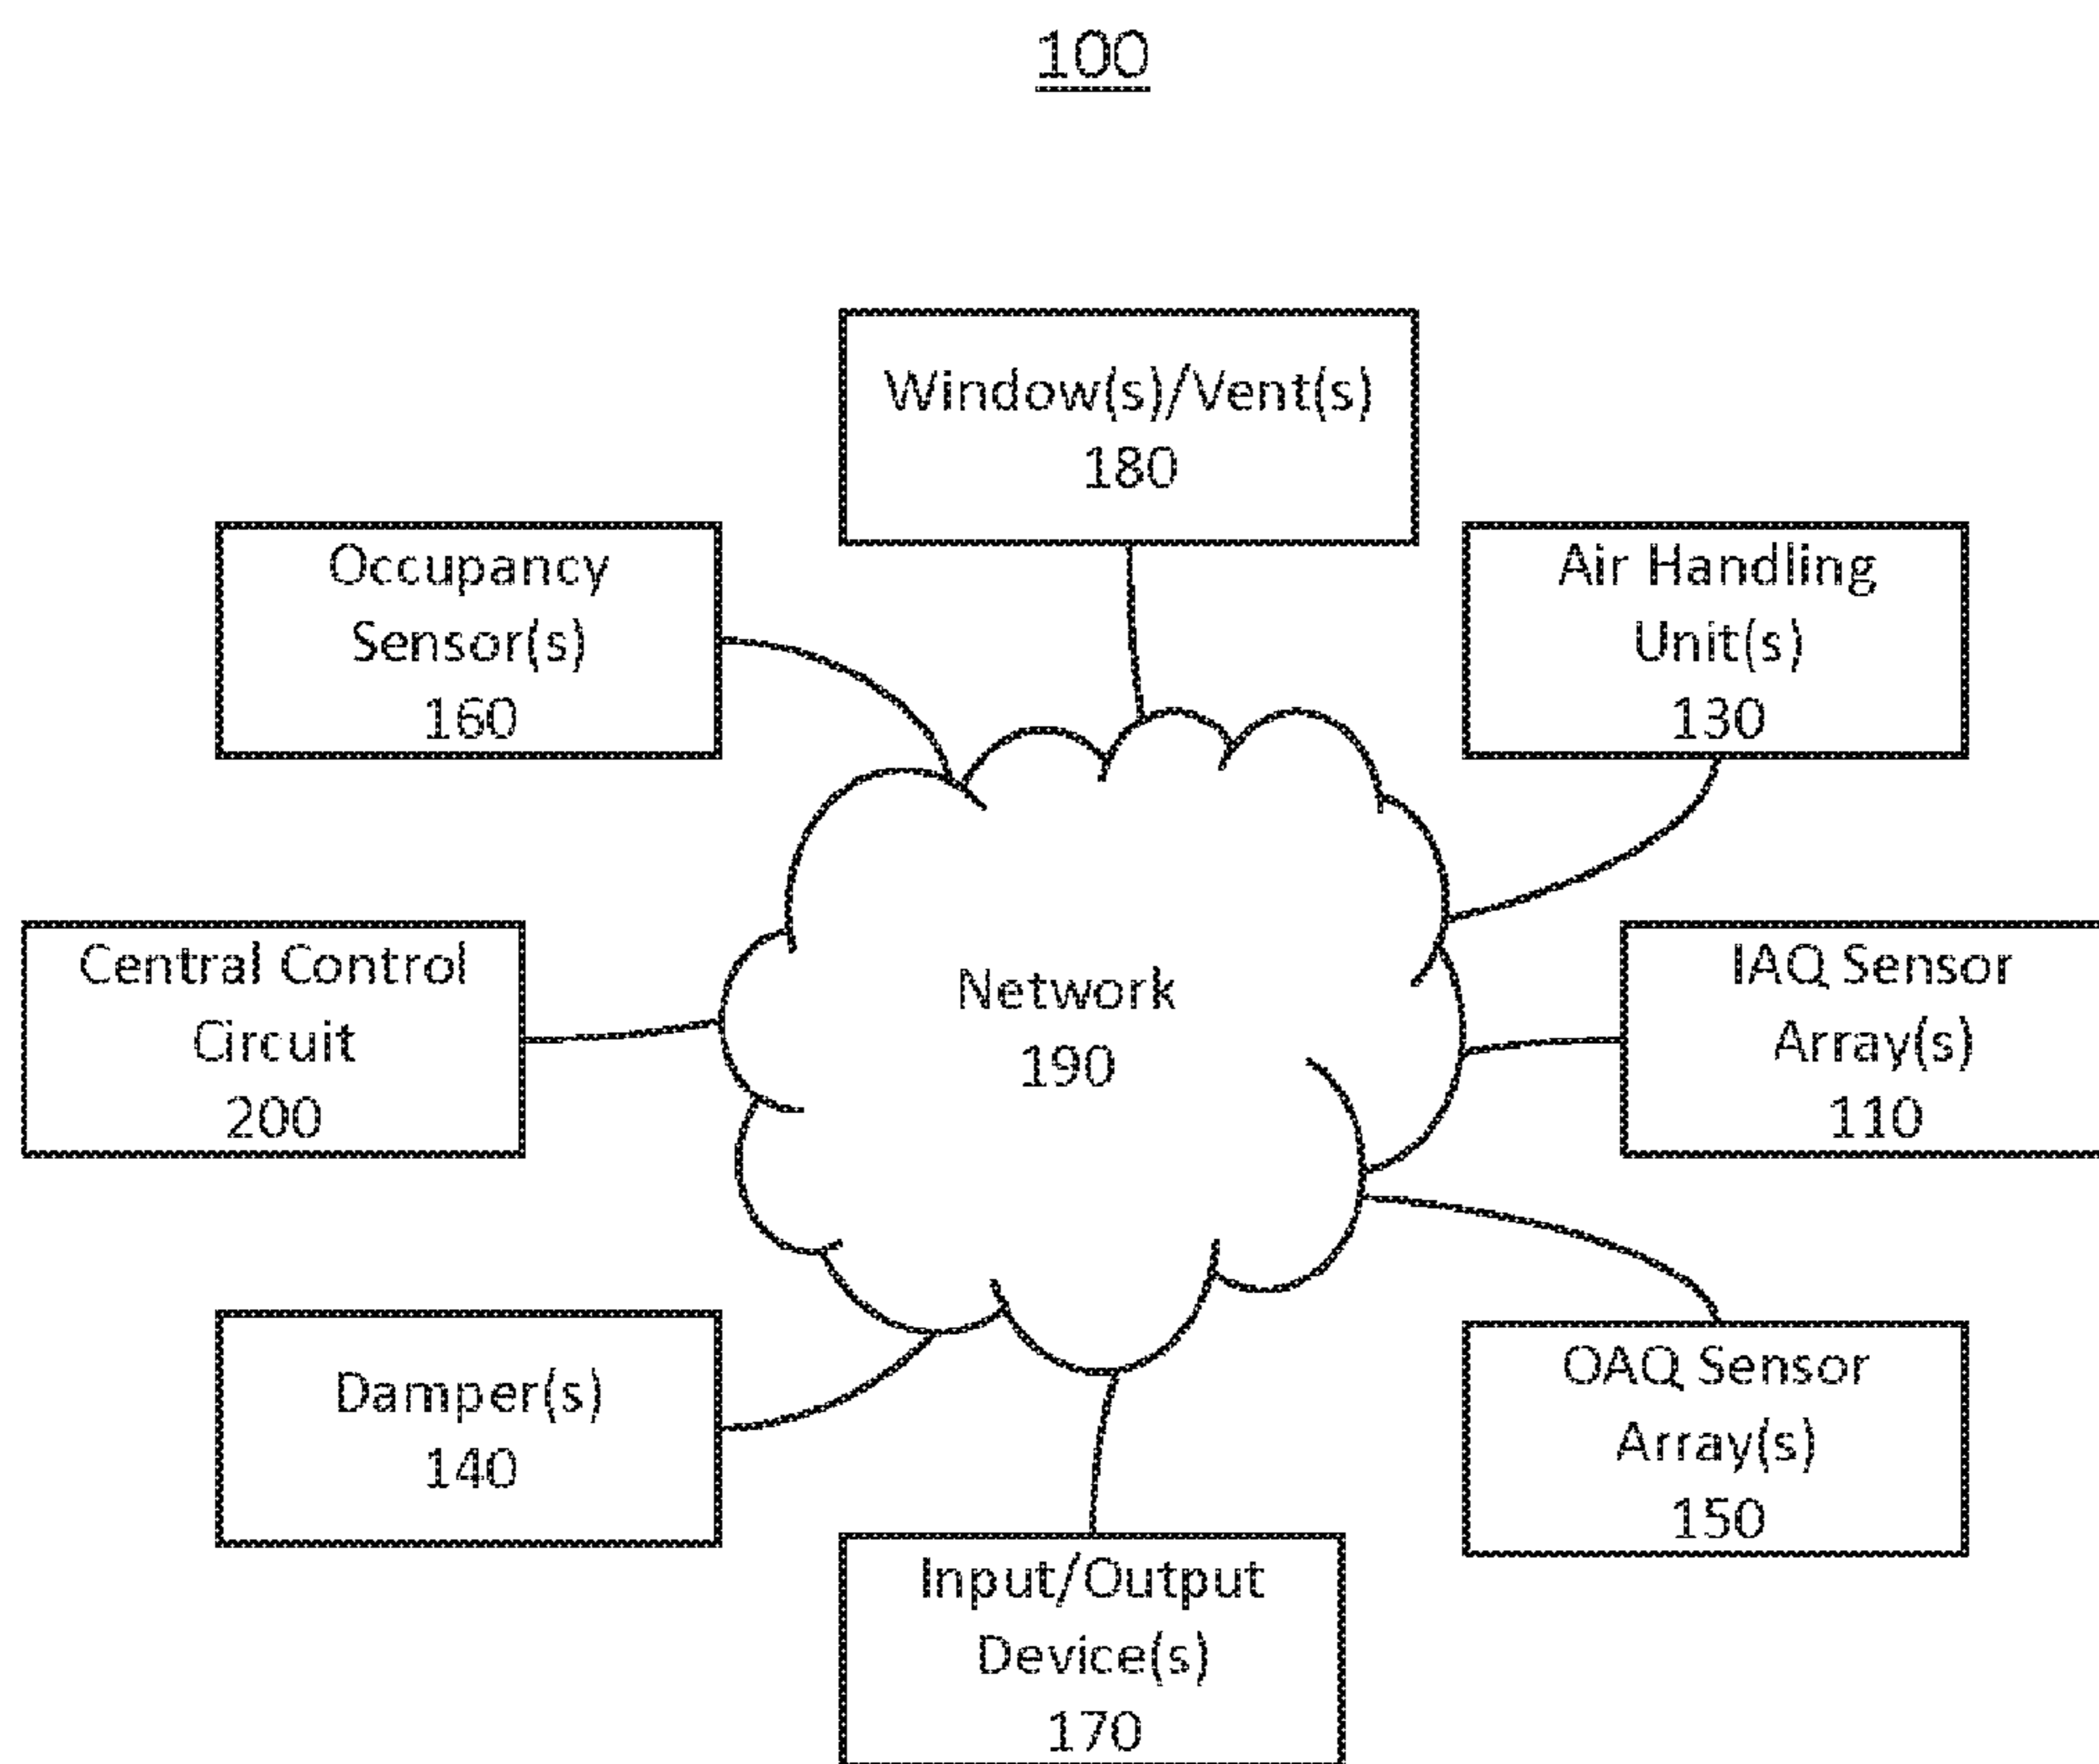 100
Window(s)/Vent(s)
180
Occupancy
Sensor(s)
160
Air Handling
Unit(s)
130
Central Control
Circuit
200
Network
190
IAQ Sensor
Array(s)
110
Damper(s)
140
OAQ Sensor
Array(s)
150
Input/Output
Device(s)
170